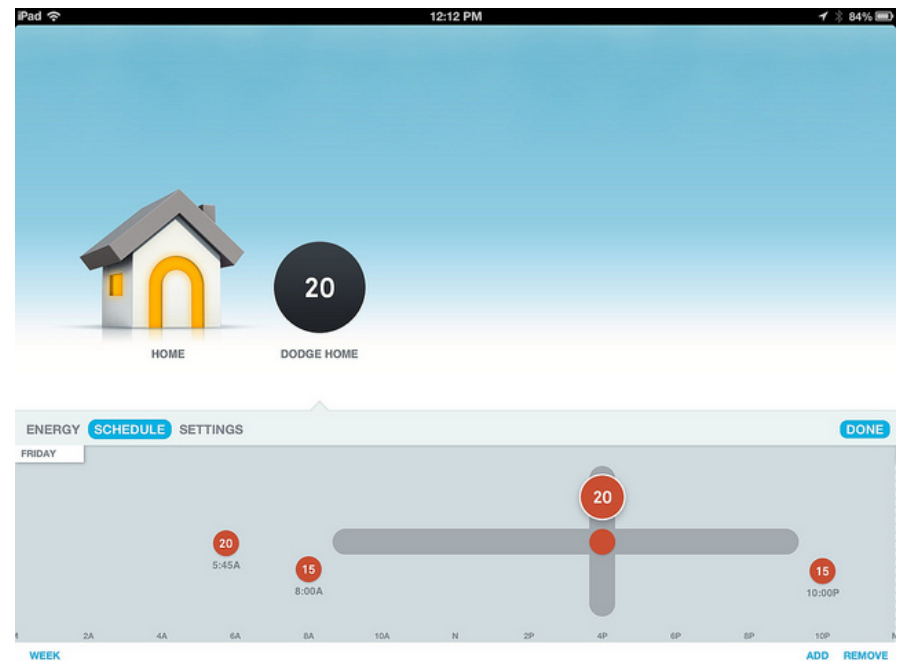 iPad 12:12 PM 84%
20
HOME DODGE HOME
ENERGY SCHEDULE SETTINGS DONE
FRIDAY
20
20
5:45A
15
8:00A
15
10:00P
2A 4A 6A 8A 10A N 2P 4P 6P 8P 10P
WEEK ADD REMOVE